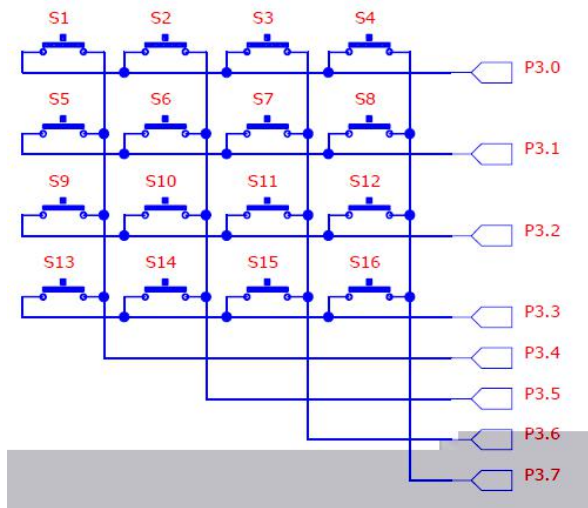 S1 S2 S3 S4
P3.0
S5 S6 S7 S8
P3.1
S9 S10 S11 S12
P3.2
S13 S14 S15 S16
P3.3
P3.4
P3.5
P3.6
P3.7